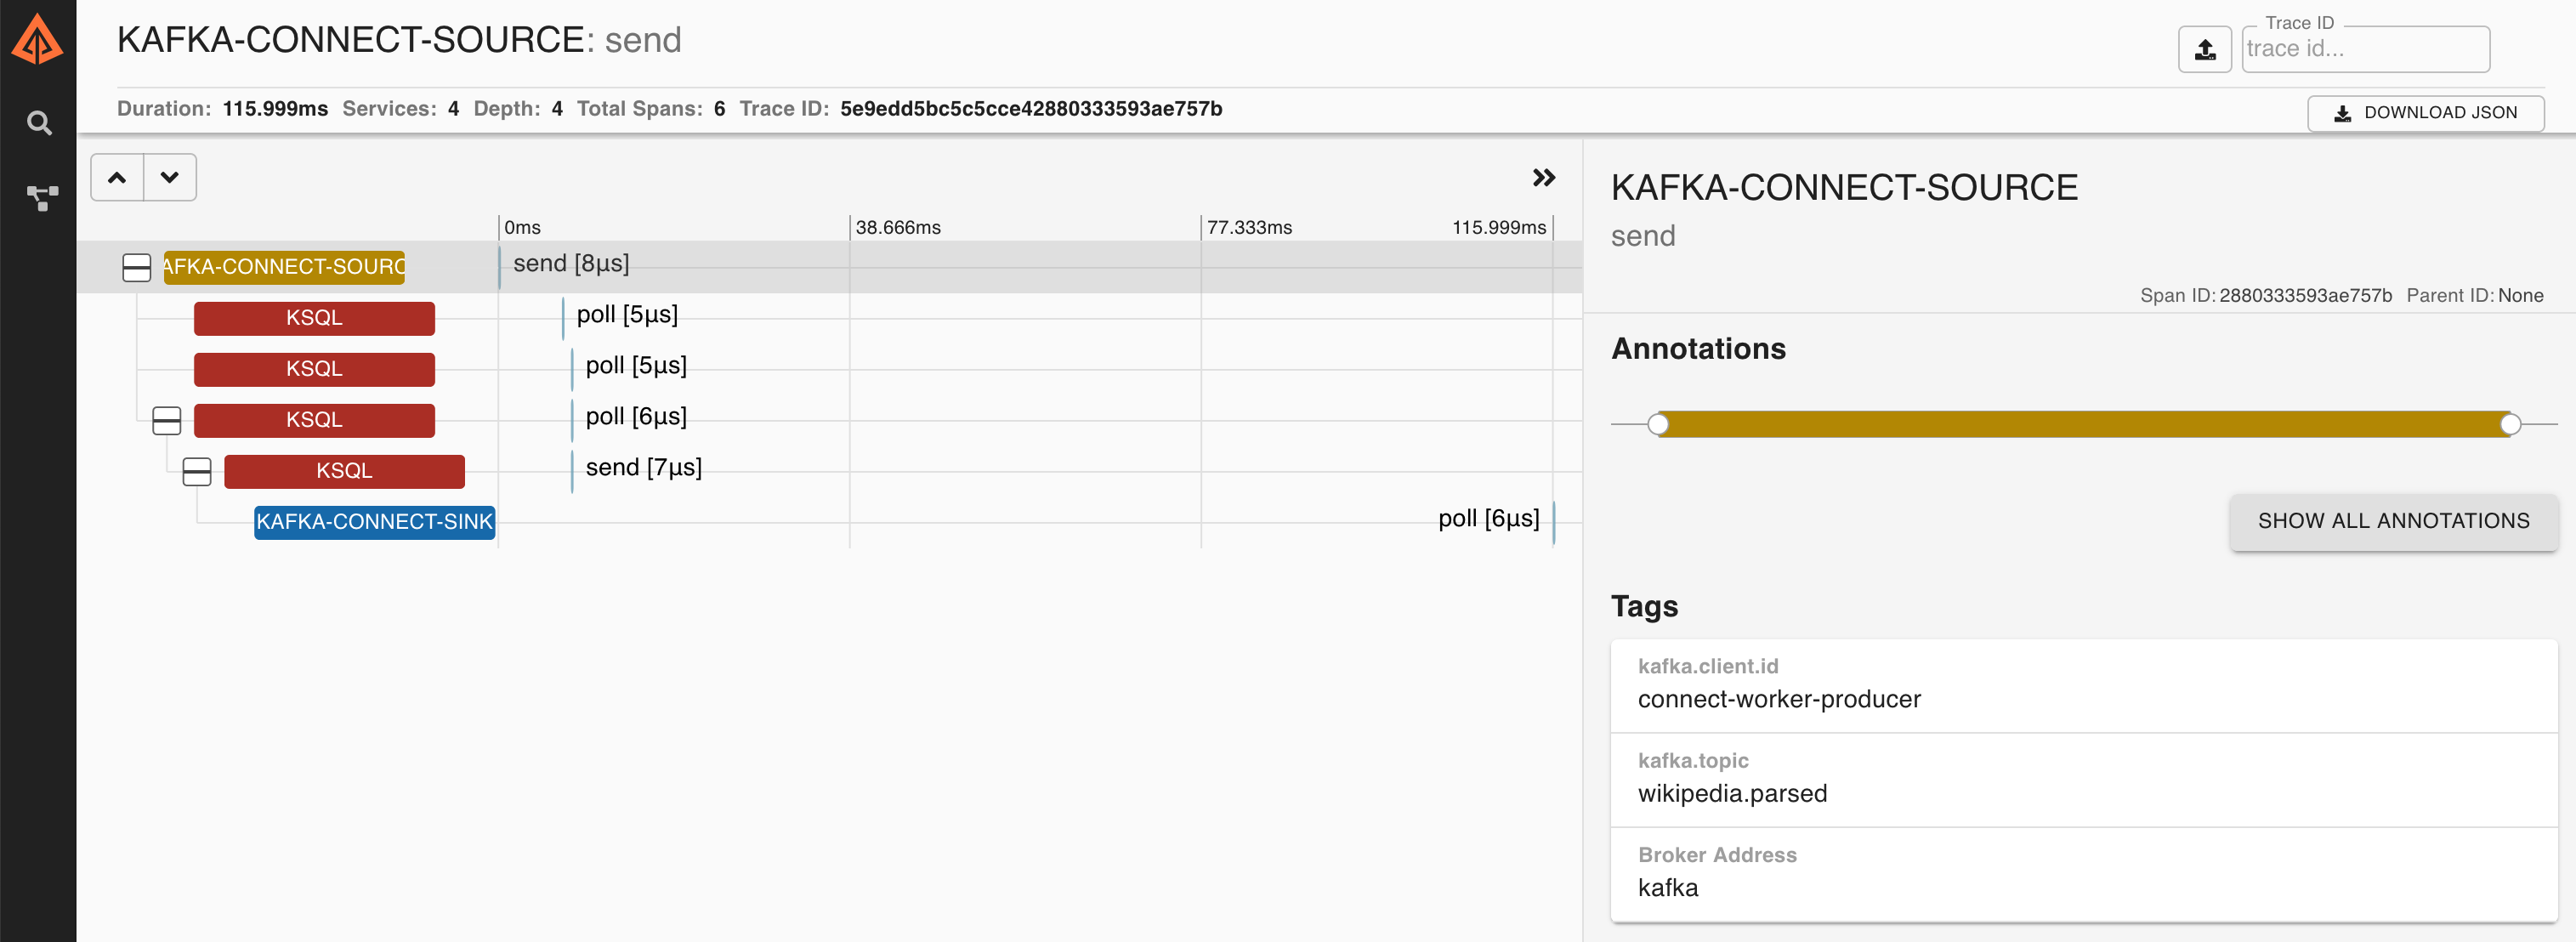 KAFKA-CONNECT-SOURCE: send
Trace ID
trace id...
Duration: 115.999ms Services: 4 Depth: 4 Total Spans: 6 Trace ID: 5e9edd5bc5c5cce42880333593ae757b
DOWNLOAD JSON
0ms 38.666ms 77.333ms 115.999ms
AFKA-CONNECT-SOURC send [8μs]
KSQL poll [5μs]
KSQL poll [5μs]
KSQL poll [6μs]
KSQL send [7μs]
KAFKA-CONNECT-SINK poll [6μs]
KAFKA-CONNECT-SOURCE
send
Span ID: 2880333593ae757b Parent ID: None
Annotations
SHOW ALL ANNOTATIONS
Tags
kafka.client.id
connect-worker-producer
kafka.topic
wikipedia.parsed
Broker Address
kafka